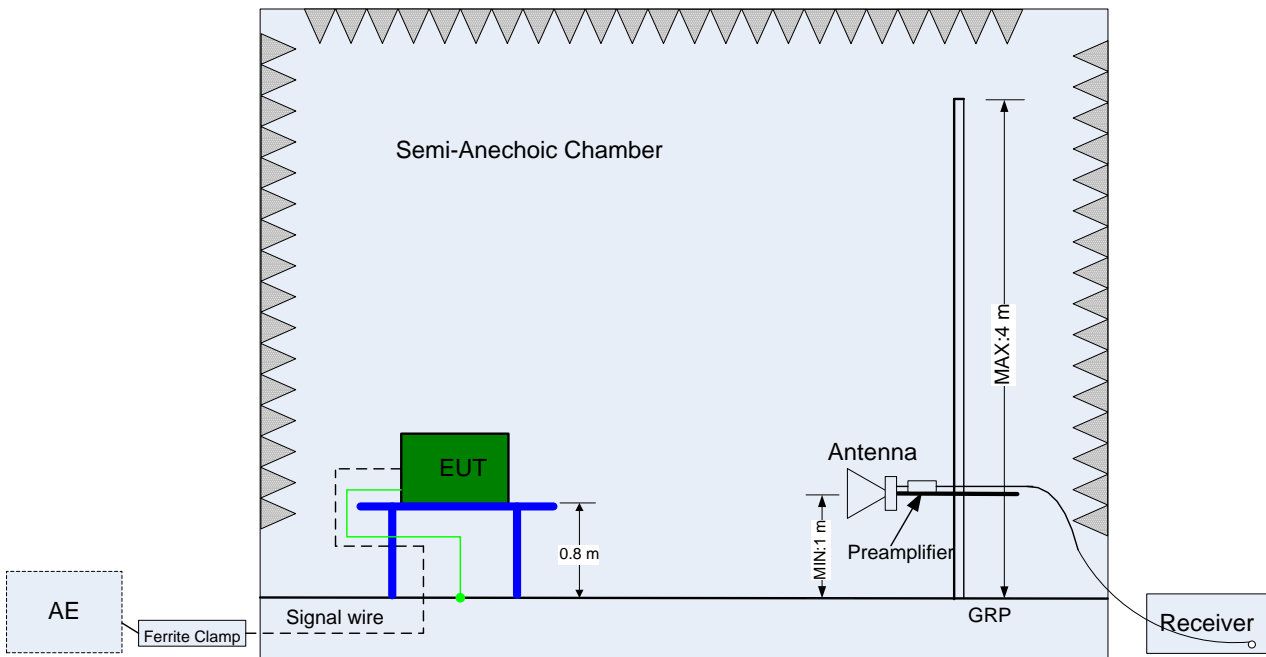 Semi-Anechoic Chamber
MAX:4 m
Antenna
EUT
MIN:1 m
Preamplifier
0.8 m
AE
Signal wire
GRP
Receiver
Ferrite Clamp